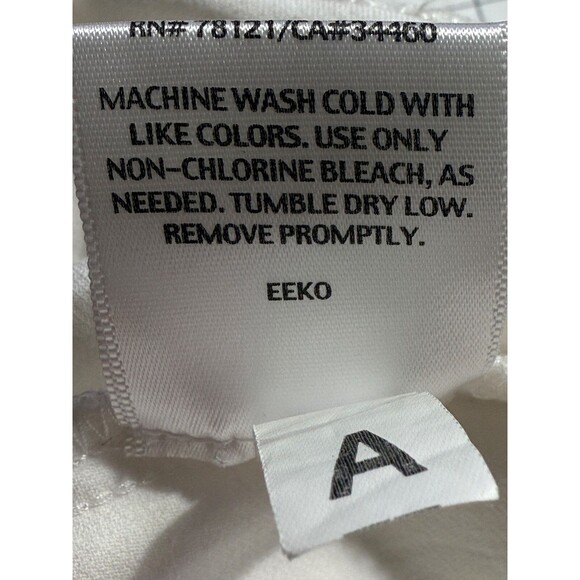 RN# 78121/CA#34460
MACHINE WASH COLD WITH
LIKE COLORS. USE ONLY
NON-CHLORINE BLEACH, AS
NEEDED. TUMBLE DRY LOW.
REMOVE PROMPTLY.
EEKO
A